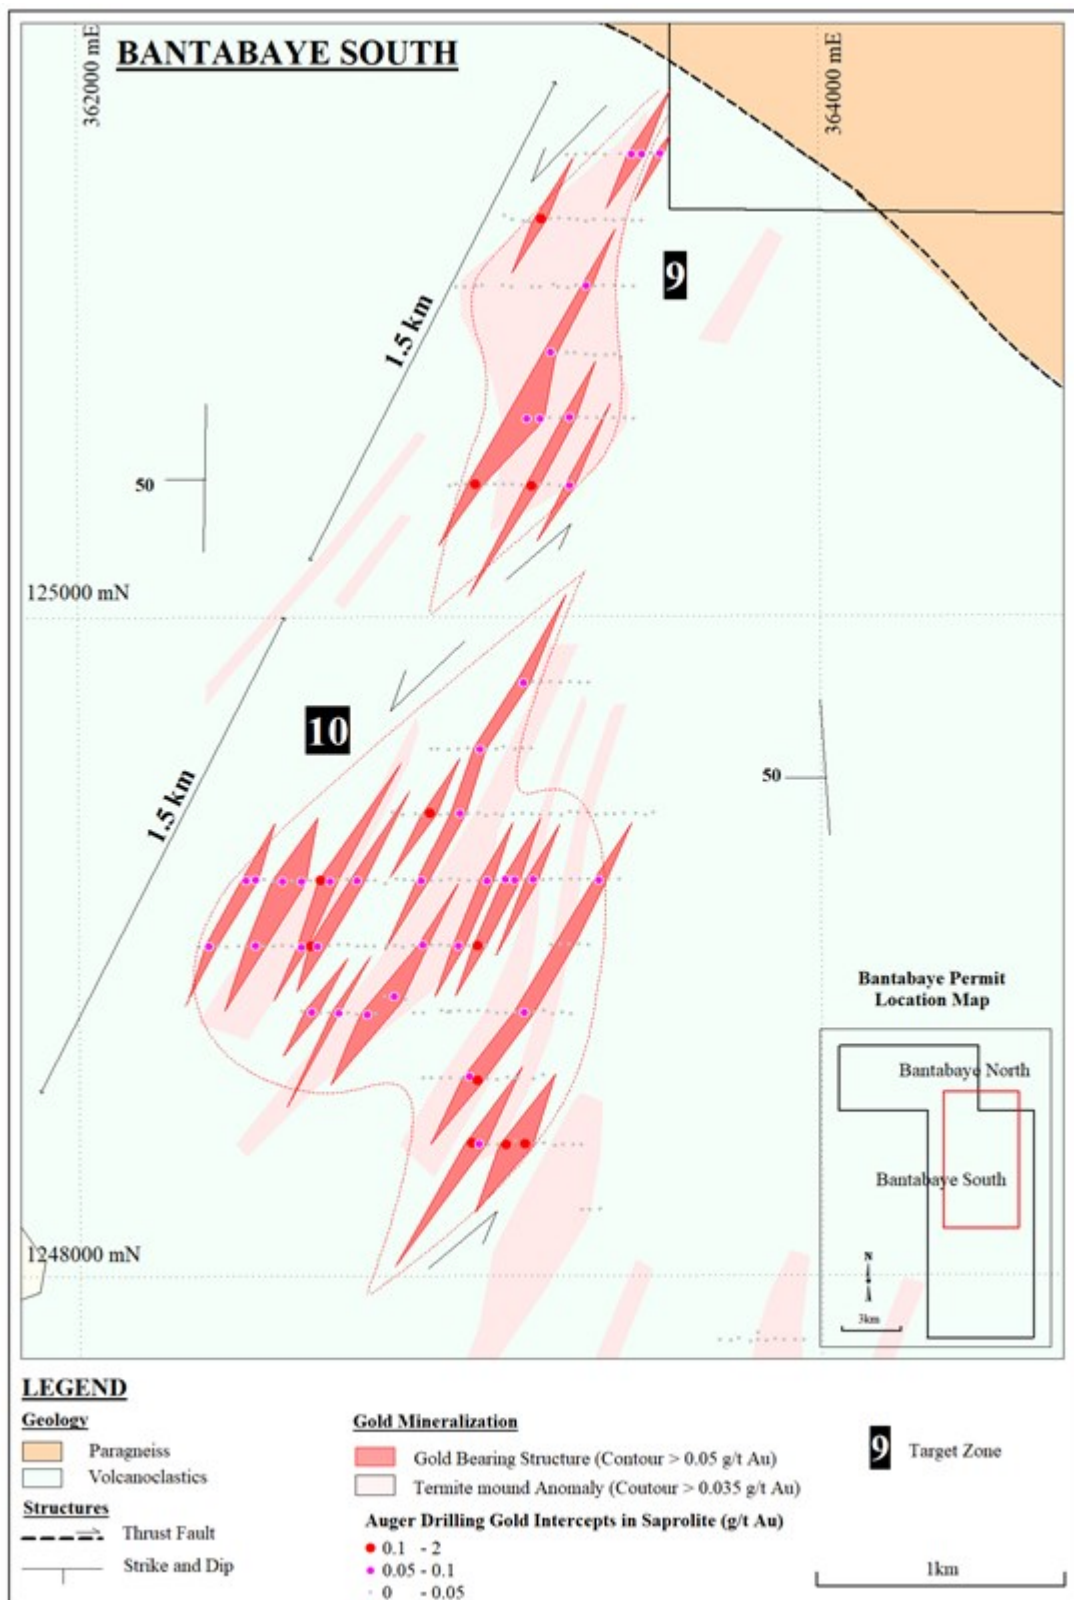 BANTABAYE SOUTH
362000 mE
364000 mE
9
1.5 km
50
125000 mN
10
1.5 km
50
1248000 mN
Bantabaye Permit
Location Map
Bantabaye North
Bantabaye South
N
3km
LEGEND
Geology
Paragneiss
Volcanoclastics
Structures
Thrust Fault
Strike and Dip
Gold Mineralization
Gold Bearing Structure (Contour > 0.05 g/t Au)
Termite mound Anomaly (Coutour > 0.035 g/t Au)
Auger Drilling Gold Intercepts in Saprolite (g/t Au)
0.1 - 2
0.05 - 0.1
0 - 0.05
9 Target Zone
1km